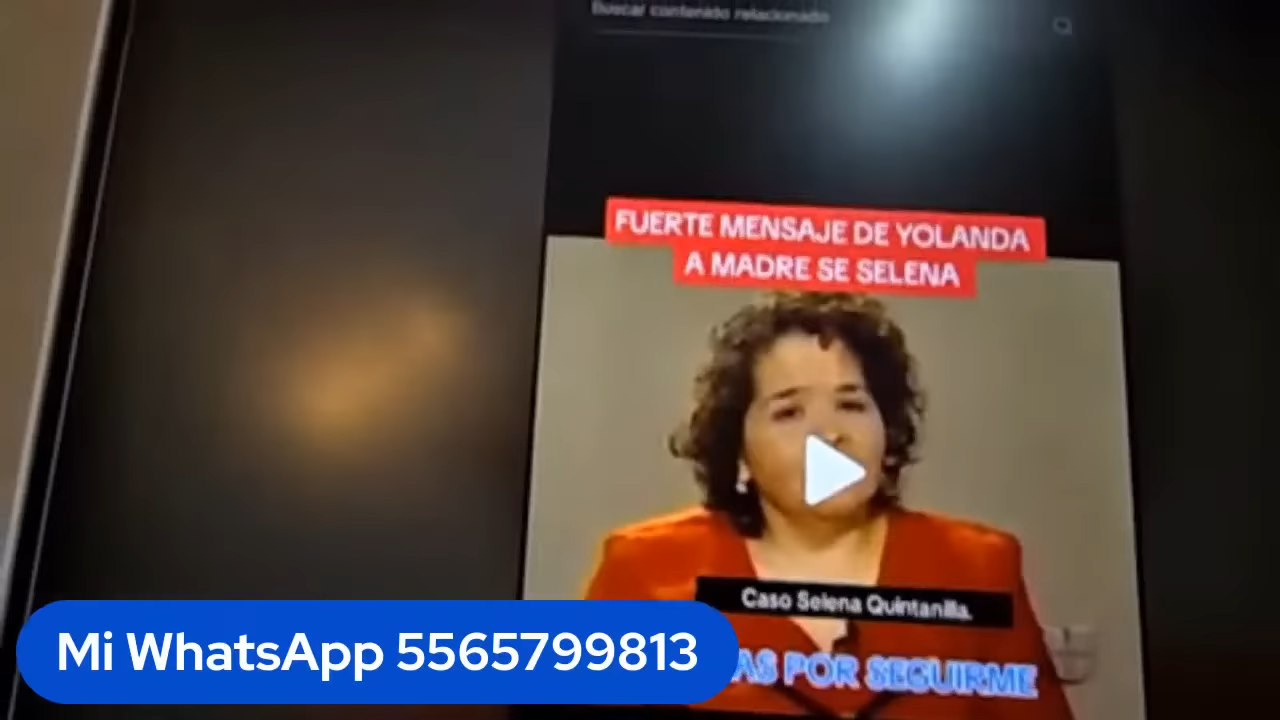 Buscar contenido relacionado
FUERTE MENSAJE DE YOLANDA
A MADRE SE SELENA
Caso Selena Quintanilla.
AS POR SEGUIRME
Mi WhatsApp 5565799813